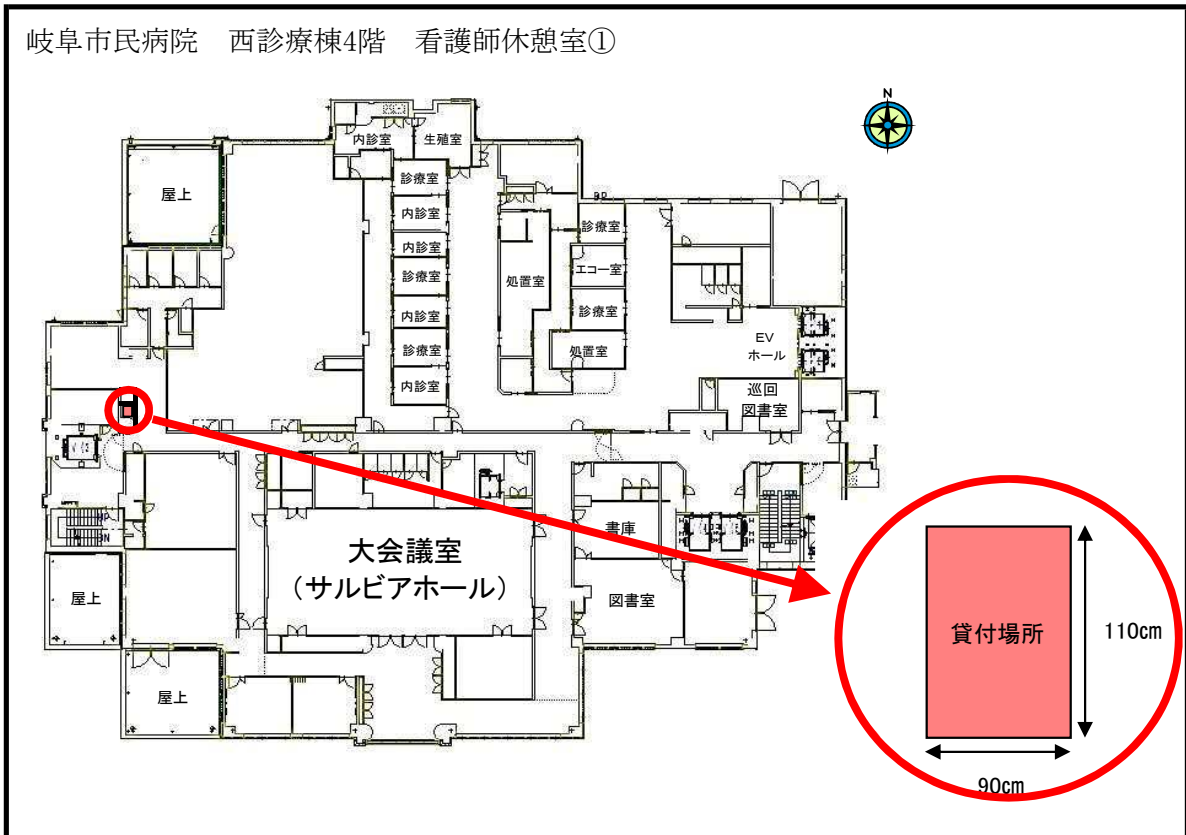 岐阜市民病院　西診療棟4階　看護師休憩室①
N
内診室
生殖室
屋上
診療室
内診室
内診室
診療室
内診室
診療室
内診室
処置室
診療室
エコー室
診療室
処置室
EV
ホール
巡回
図書室
大会議室
（サルビアホール）
書庫
図書室
屋上
屋上
貸付場所
110cm
90cm